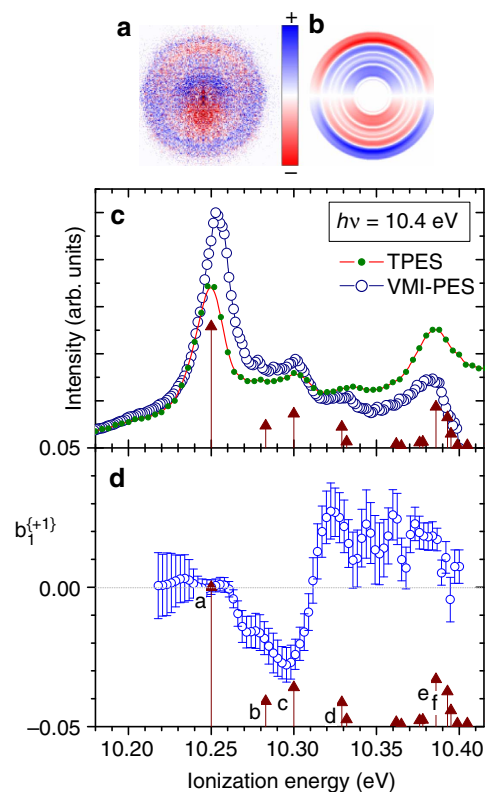 a
b
+
−
c
hν = 10.4 eV
TPES
VMI-PES
Intensity (arb. units)
0.05
d
b₁^{+1}
0.00
a
b
c
d
e
f
−0.05
10.20 10.25 10.30 10.35 10.40
Ionization energy (eV)